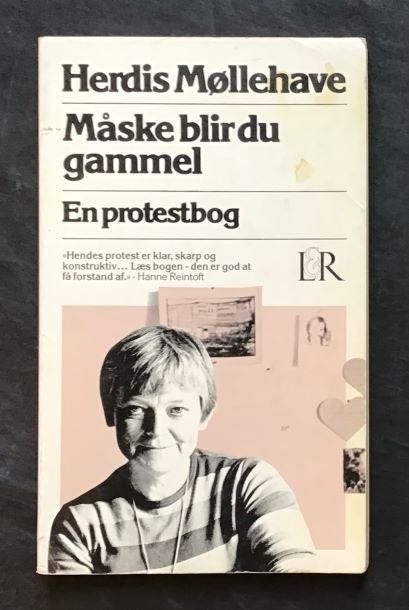 Herdis Møllehave
Måske blir du
gammel
En protestbog
»Hendes protest er klar, skarp og
konstruktiv... Læs bogen - den er god at
få forstand af.« - Hanne Reintoft
L&R